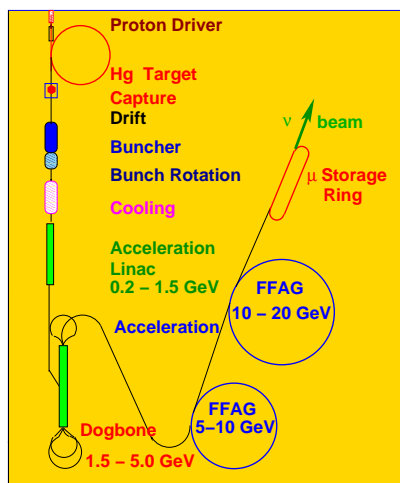 Proton Driver
Hg Target
Capture
Drift
Buncher
Bunch Rotation
Cooling
Acceleration
Linac
0.2 – 1.5 GeV
Acceleration
Dogbone
1.5 – 5.0 GeV
FFAG
5–10 GeV
FFAG
10 – 20 GeV
μ Storage
Ring
ν beam